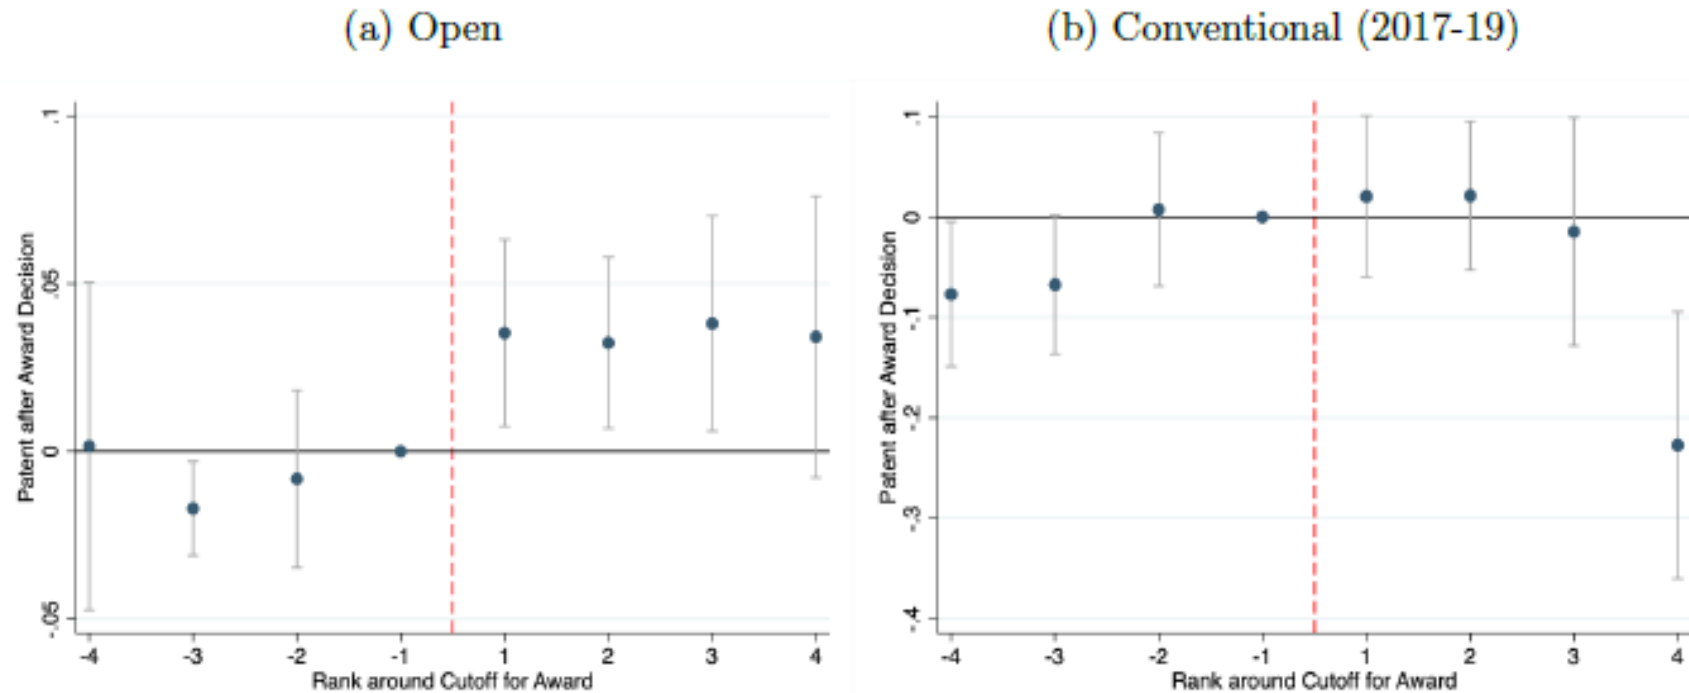 (a) Open
.1
.05
0
-.05
Patent after Award Decision
-4 -3 -2 -1 1 2 3 4
Rank around Cutoff for Award
(b) Conventional (2017-19)
.1
0
-.1
-.2
-.3
-.4
Patent after Award Decision
-4 -3 -2 -1 1 2 3 4
Rank around Cutoff for Award